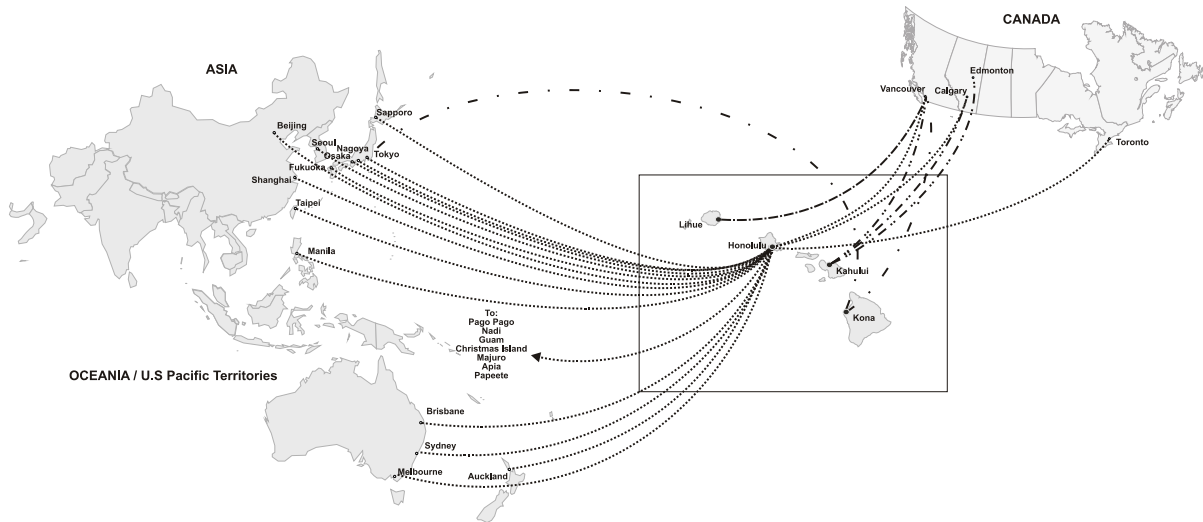 CANADA
ASIA
Edmonton
Vancouver
Calgary
Sapporo
Beijing
Seoul
Nagoya
Osaka
Tokyo
Toronto
Fukuoka
Shanghai
Taipei
Lihue
Honolulu
Manila
Kahului
To:
Pago Pago
Nadi
Guam
Christmas Island
Majuro
Apia
Papeete
Kona
OCEANIA / U.S Pacific Territories
Brisbane
Sydney
Melbourne
Auckland